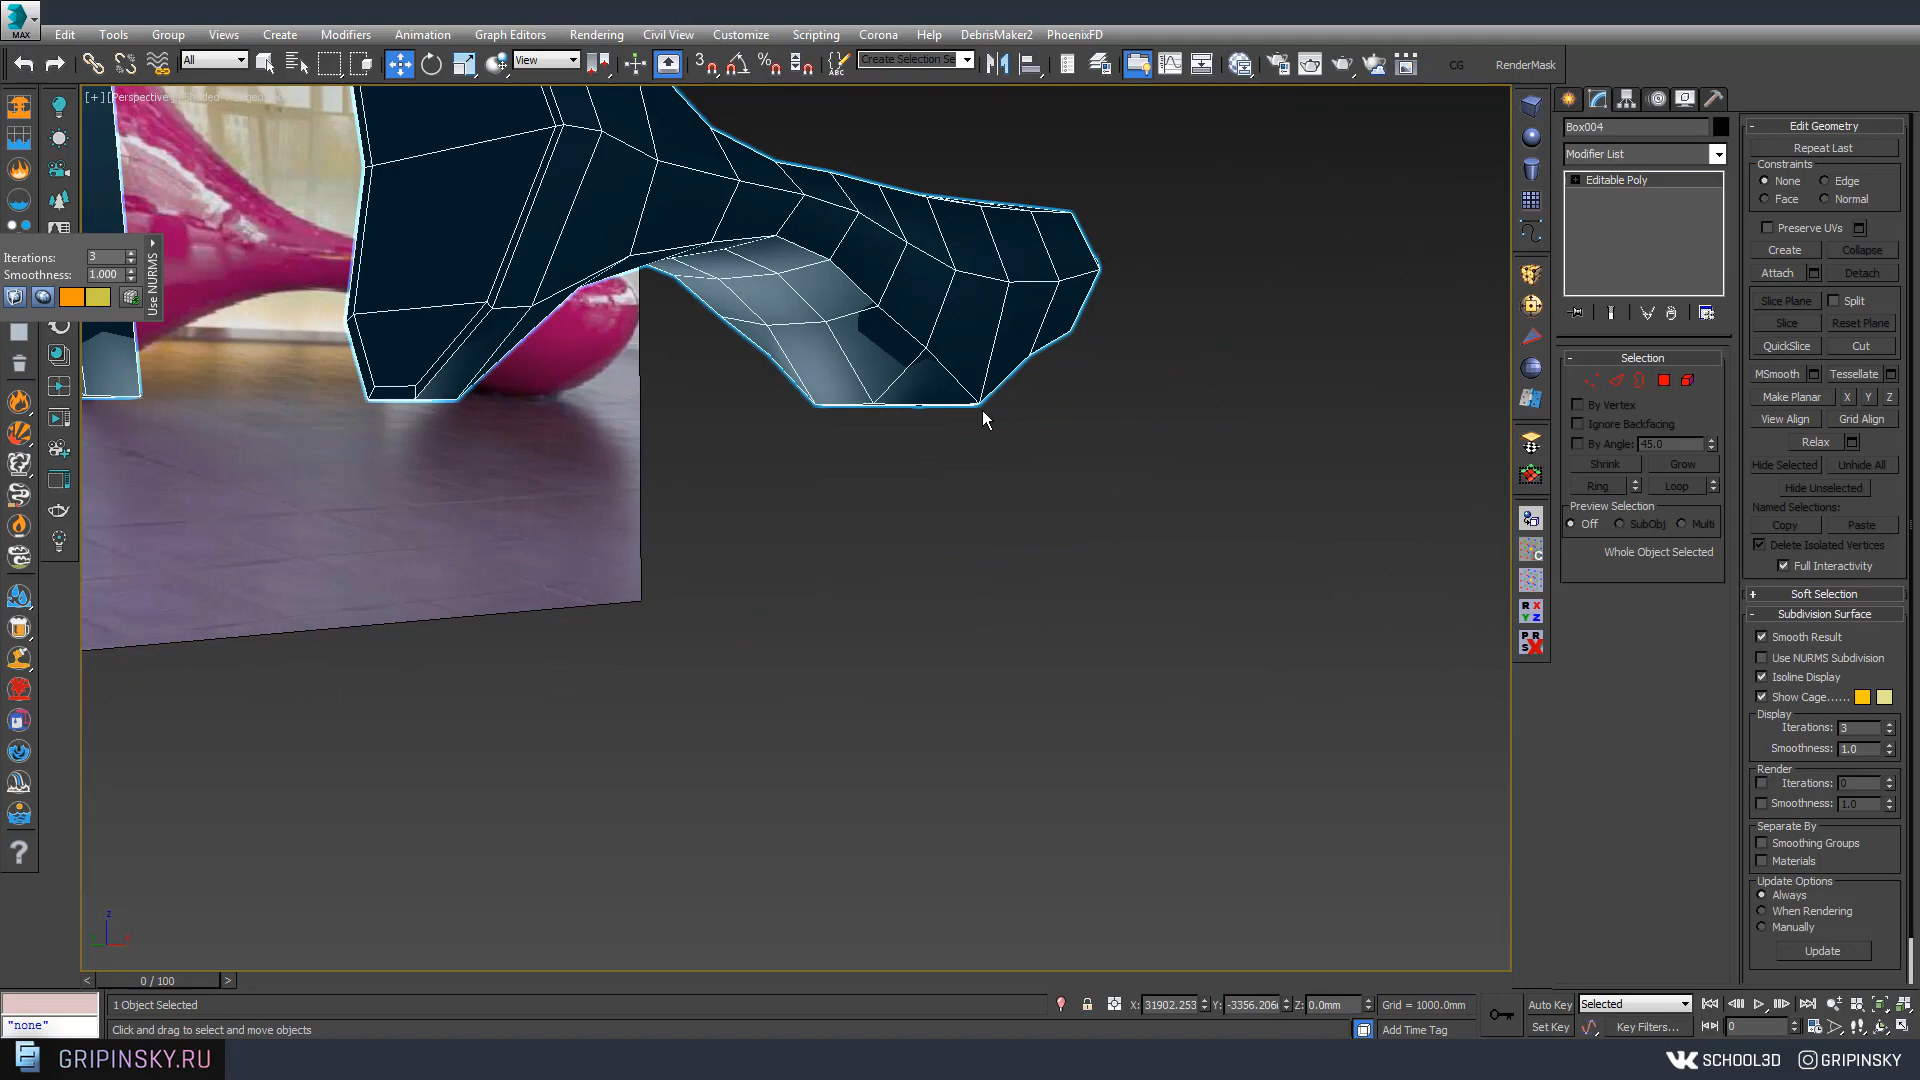 MAX
Edit Tools Group Views Create Modifiers Animation Graph Editors Rendering Civil View Customize Scripting Corona Help DebrisMaker2 PhoenixFD
All View 3 Create Selection Se CG RenderMask
[+] [Perspective]
Iterations: 3
Smoothness: 1.000
Use NURMS
Box004
Modifier List
Editable Poly
Selection
By Vertex
Ignore Backfacing
By Angle: 45.0
Shrink Grow
Ring Loop
Preview Selection
Off SubObj Multi
Whole Object Selected
Edit Geometry
Repeat Last
Constraints
None Edge
Face Normal
Preserve UVs
Create Collapse
Attach Detach
Slice Plane Split
Slice Reset Plane
QuickSlice Cut
MSmooth Tessellate
Make Planar X Y Z
View Align Grid Align
Relax
Hide Selected Unhide All
Hide Unselected
Named Selections:
Copy Paste
Delete Isolated Vertices
Full Interactivity
Soft Selection
Subdivision Surface
Smooth Result
Use NURMS Subdivision
Isoline Display
Show Cage......
Display
Iterations: 3
Smoothness: 1.0
Render
Iterations: 0
Smoothness: 1.0
Separate By
Smoothing Groups
Materials
Update Options
Always
When Rendering
Manually
Update
z
0 / 100
1 Object Selected
X: 31902.253 Y: -3356.206 Z: 0.0mm Grid = 1000.0mm
Auto Key Selected
"none"
Click and drag to select and move objects
Add Time Tag
Set Key Key Filters... 0
GRIPINSKY.RU
SCHOOL3D GRIPINSKY